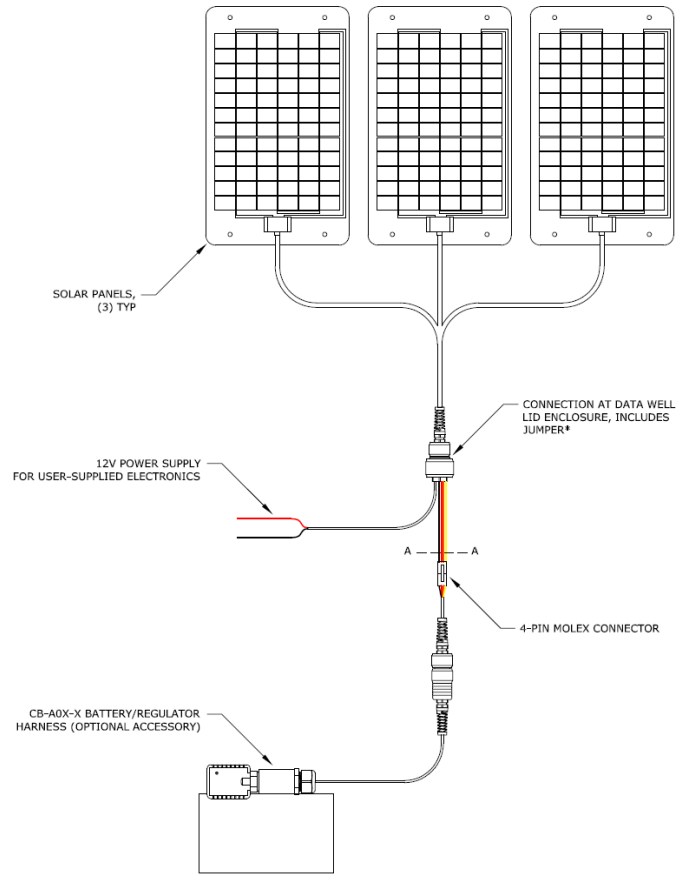 SOLAR PANELS,
(3) TYP
CONNECTION AT DATA WELL
LID ENCLOSURE, INCLUDES
JUMPER*
12V POWER SUPPLY
FOR USER-SUPPLIED ELECTRONICS
A A
4-PIN MOLEX CONNECTOR
CB-A0X-X BATTERY/REGULATOR
HARNESS (OPTIONAL ACCESSORY)